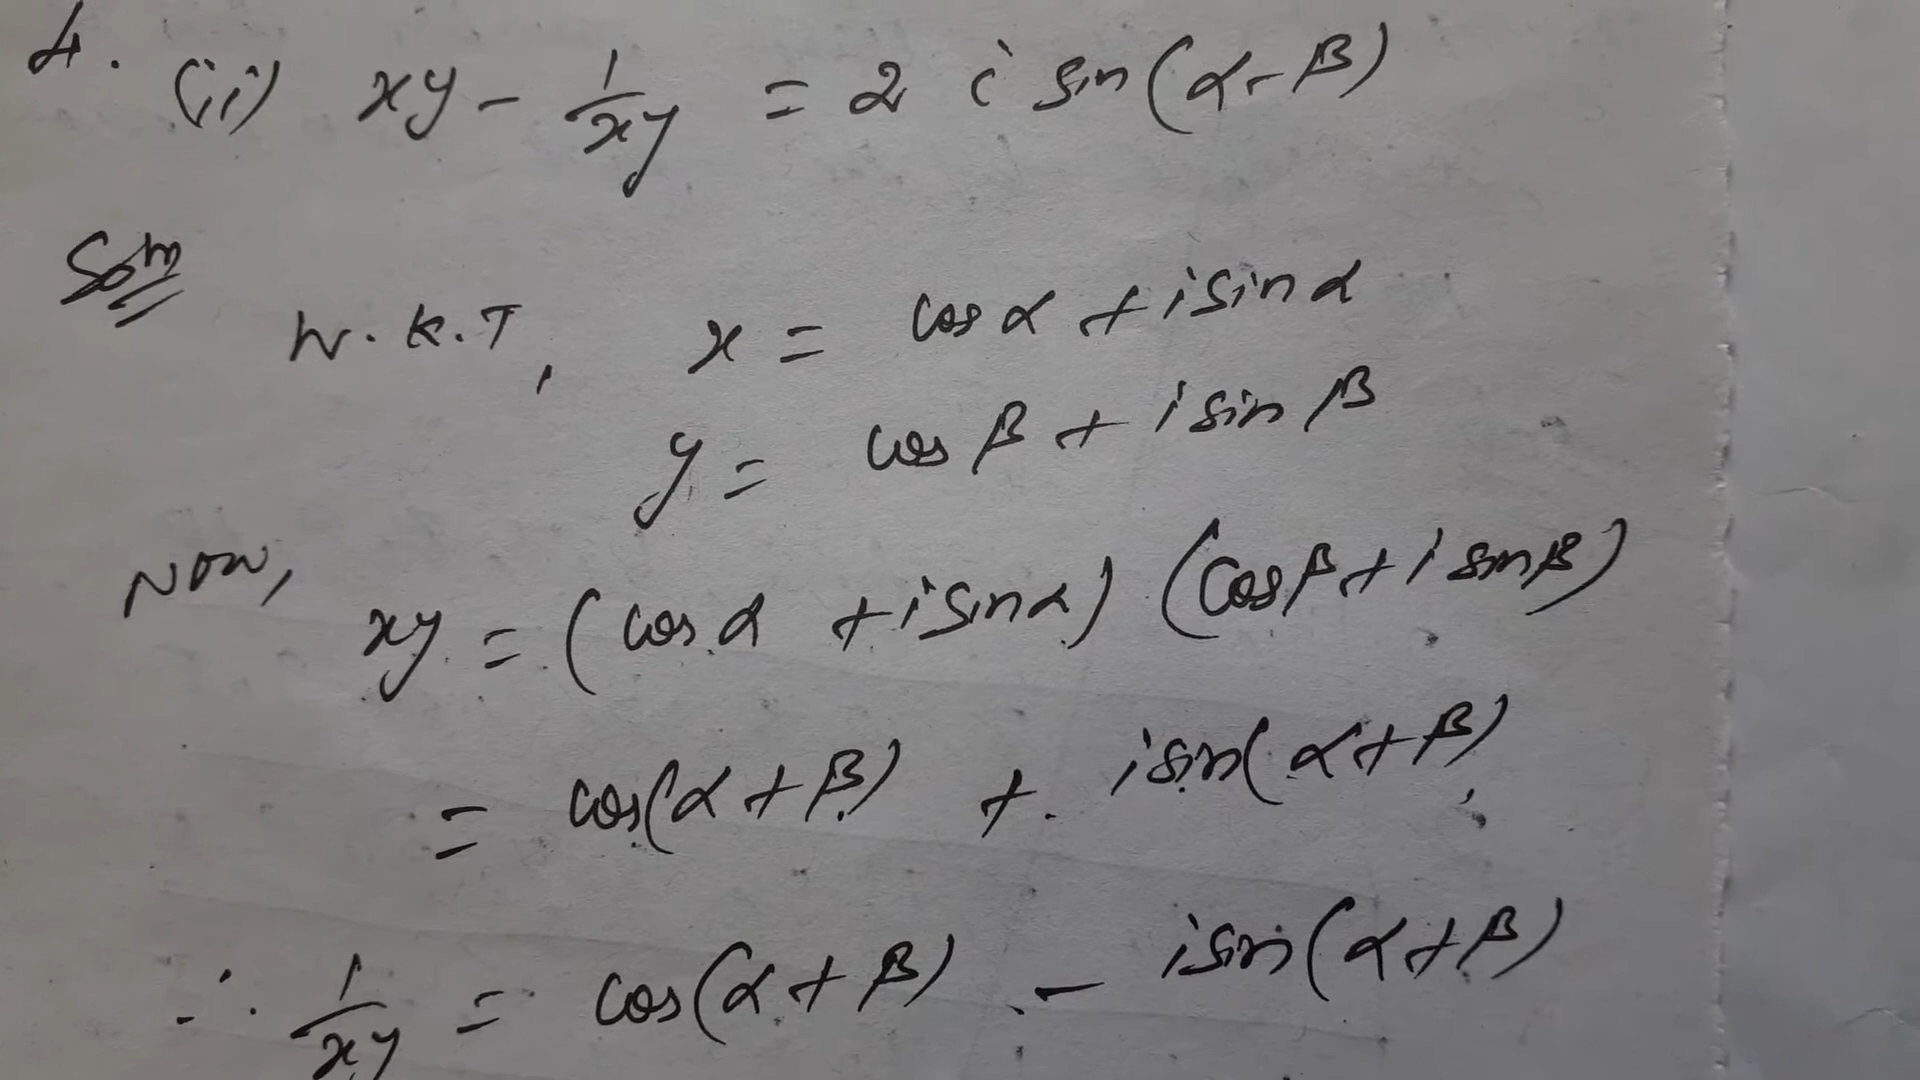 4. (ii) xy - 1/xy = 2 i sin(α-β)
Soln
W.K.T, x = cos α + i sin α
y = cos β + i sin β
Now,
xy = (cos α + i sin α) (cos β + i sin β)
= cos(α+β) + i sin(α+β),
∴ 1/xy = cos(α+β) - i sin(α+β)